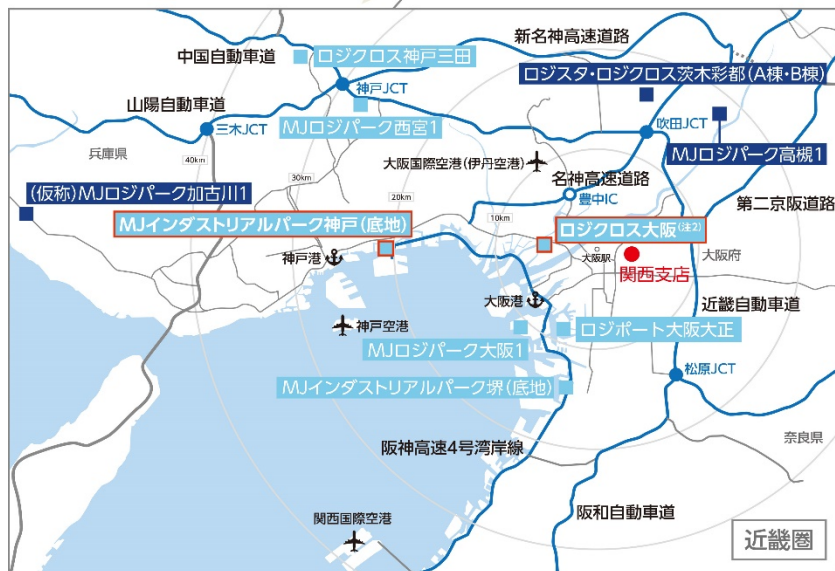 新名神高速道路
中国自動車道
ロジクロス神戸三田
ロジスタ・ロジクロス茨木彩都(A棟・B棟)
神戸JCT
山陽自動車道
MJロジパーク西宮1
三木JCT
吹田JCT
兵庫県
40km
大阪国際空港(伊丹空港)
MJロジパーク高槻1
30km
名神高速道路
(仮称)MJロジパーク加古川1
20km
豊中IC
第二京阪道路
MJインダストリアルパーク神戸(底地)
10km
ロジクロス大阪(注2)
神戸港
大阪駅
大阪府
関西支店
大阪港
近畿自動車道
神戸空港
ロジポート大阪大正
MJロジパーク大阪1
松原JCT
MJインダストリアルパーク堺(底地)
奈良県
阪神高速4号湾岸線
阪和自動車道
関西国際空港
近畿圏